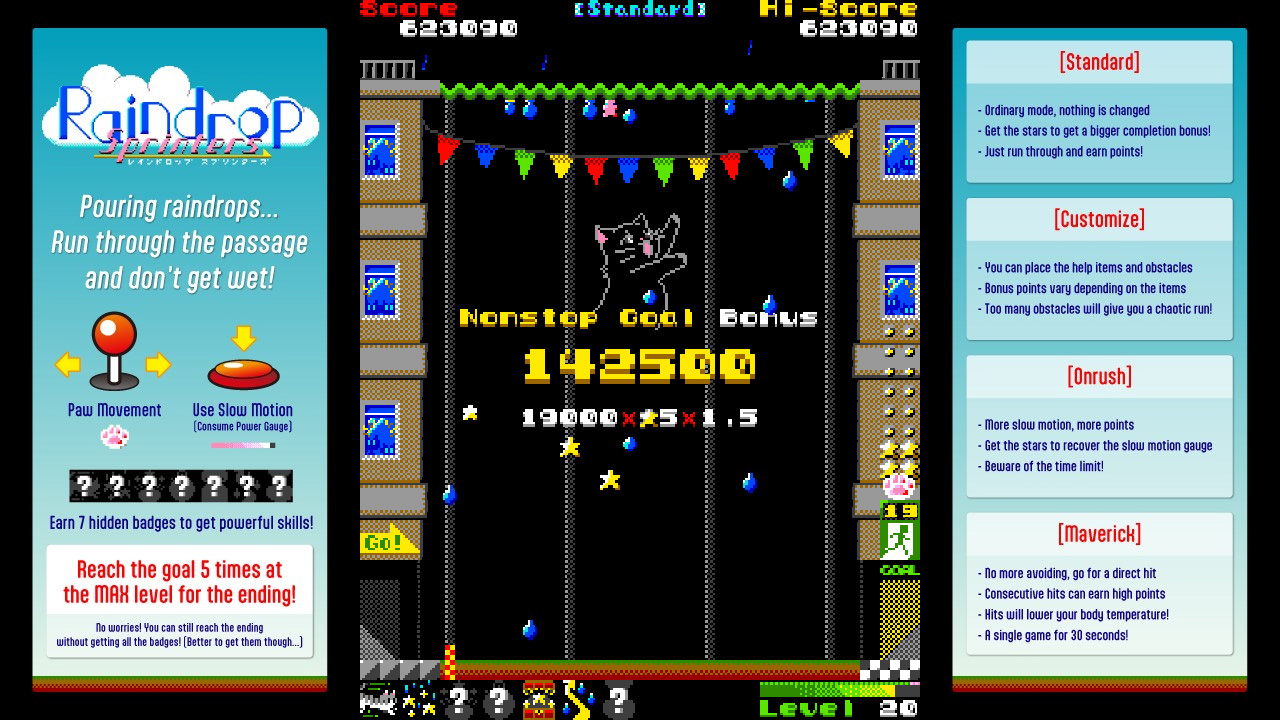 Raindrop
Sprinters
レインドロップ スプリンターズ
Pouring raindrops...
Run through the passage
and don't get wet!
Paw Movement
Use Slow Motion
(Consume Power Gauge)
? ? ? ? ? ? ?
Earn 7 hidden badges to get powerful skills!
Reach the goal 5 times at
the MAX level for the ending!
No worries! You can still reach the ending
without getting all the badges! (Better to get them though...)
Score [Standard] Hi-Score
623090 623090
Nonstop Goal Bonus
142500
19000×★5×1.5
Go!
19
GOAL
? ? ?
Level 20
[Standard]
- Ordinary mode, nothing is changed
- Get the stars to get a bigger completion bonus!
- Just run through and earn points!
[Customize]
- You can place the help items and obstacles
- Bonus points vary depending on the items
- Too many obstacles will give you a chaotic run!
[Onrush]
- More slow motion, more points
- Get the stars to recover the slow motion gauge
- Beware of the time limit!
[Maverick]
- No more avoiding, go for a direct hit
- Consecutive hits can earn high points
- Hits will lower your body temperature!
- A single game for 30 seconds!